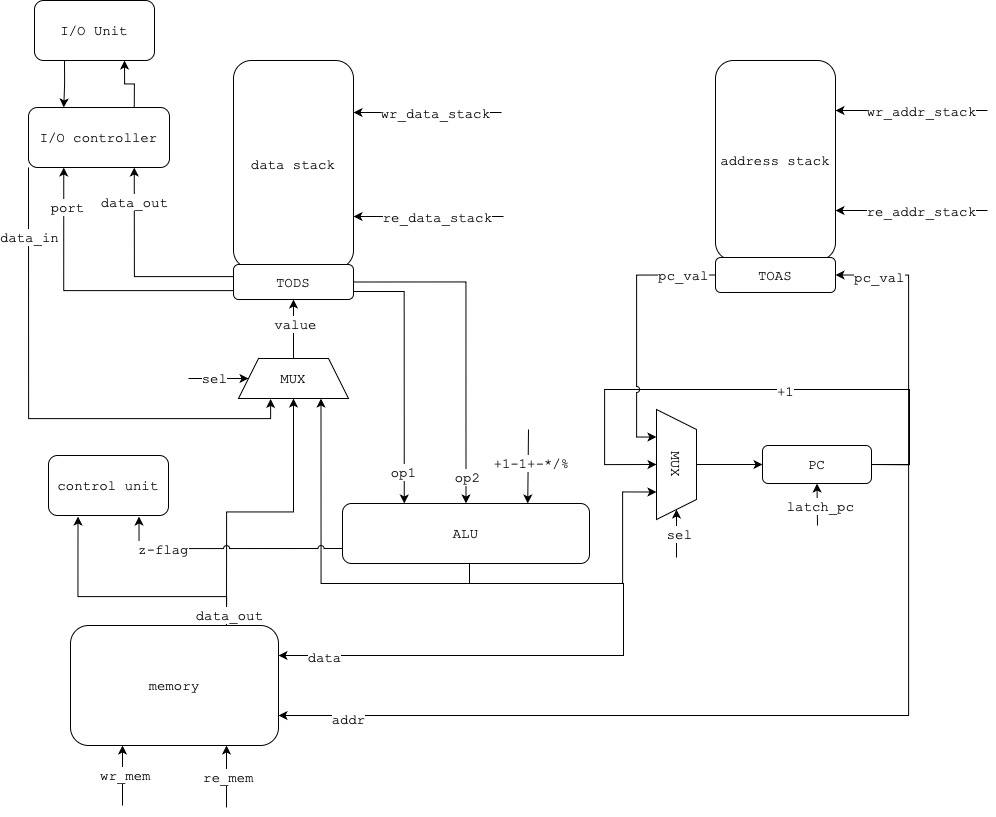 I/O Unit
wr_data_stack
wr_addr_stack
I/O controller
data stack
address stack
port
data_out
re_data_stack
re_addr_stack
data_in
TODS
pc_val
TOAS
pc_val
value
sel
MUX
+1
MUX
PC
op1
op2
+1-1+-*/%
control unit
latch_pc
ALU
sel
z-flag
data_out
data
memory
addr
wr_mem
re_mem